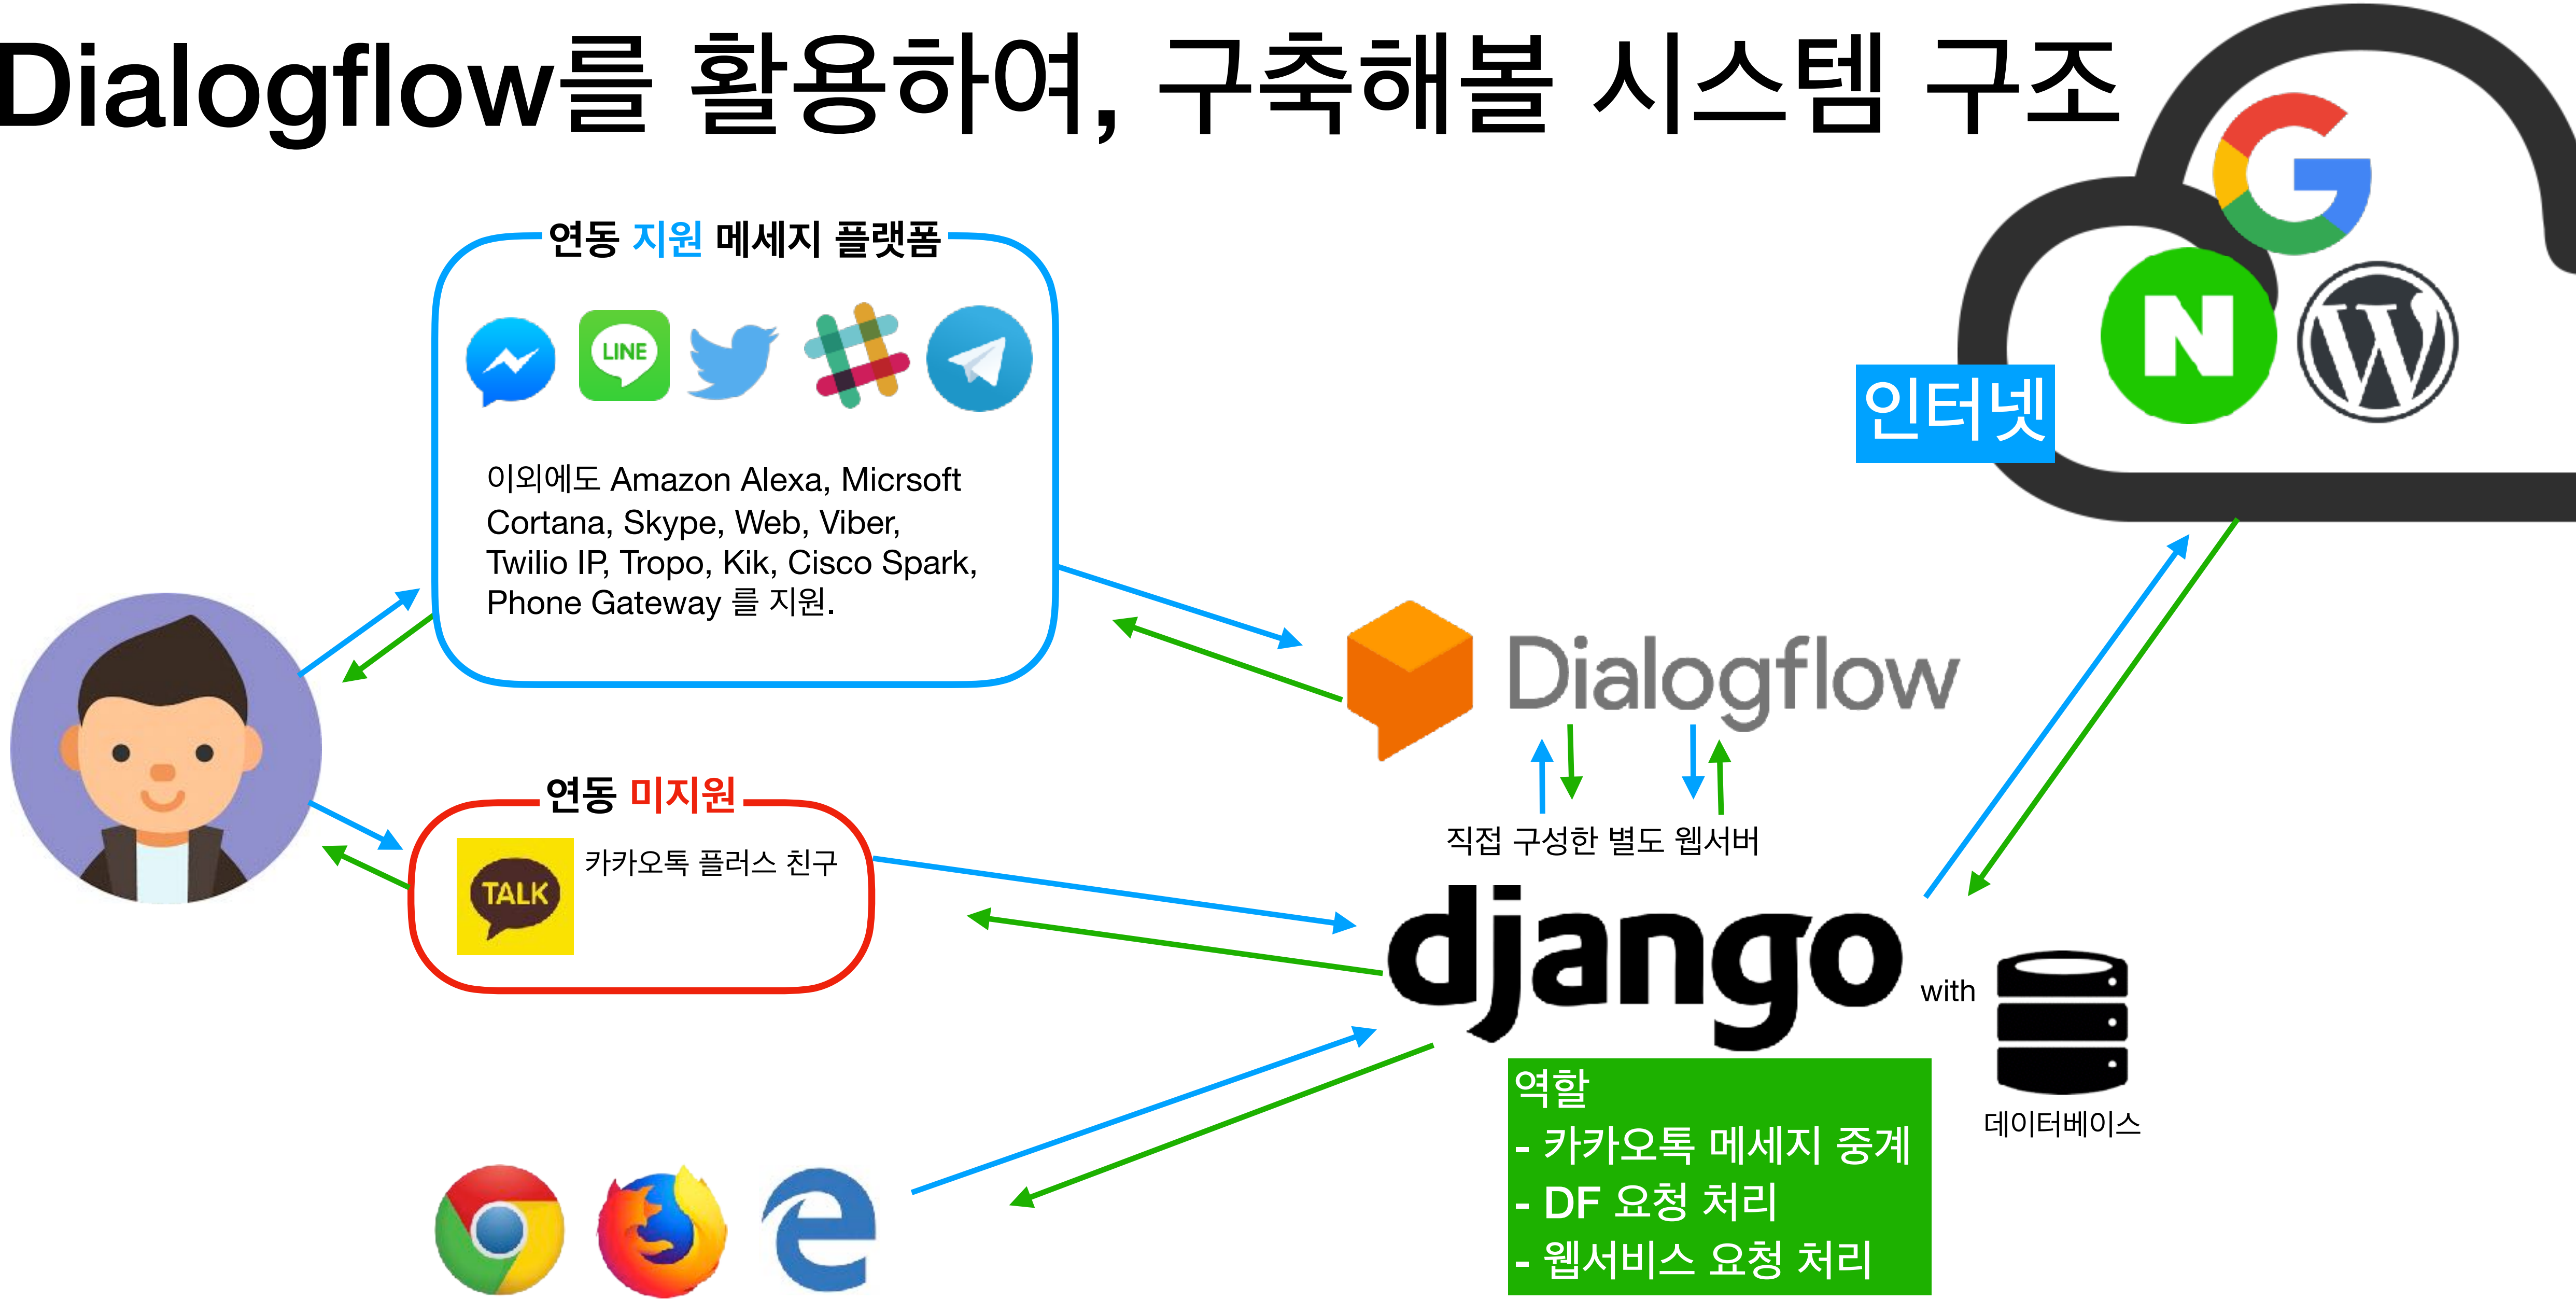 Dialogflow를 활용하여, 구축해볼 시스템 구조
연동 지원 메세지 플랫폼
LINE
이외에도 Amazon Alexa, Micrsoft
Cortana, Skype, Web, Viber,
Twilio IP, Tropo, Kik, Cisco Spark,
Phone Gateway 를 지원.
인터넷
G
N
W
Dialogflow
직접 구성한 별도 웹서버
연동 미지원
TALK
카카오톡 플러스 친구
django
with
데이터베이스
역할
- 카카오톡 메세지 중계
- DF 요청 처리
- 웹서비스 요청 처리